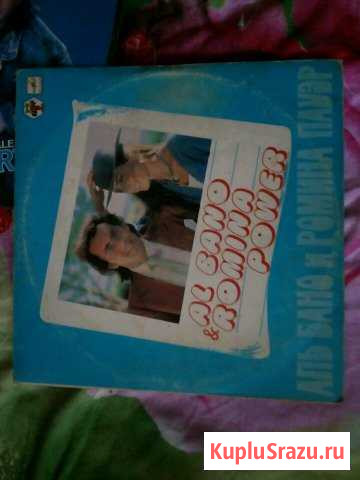 АЛЬ БАНО И РОМИНА ПАУЭР
AL BANO
& ROMINA
POWER
KupluSrazu.ru